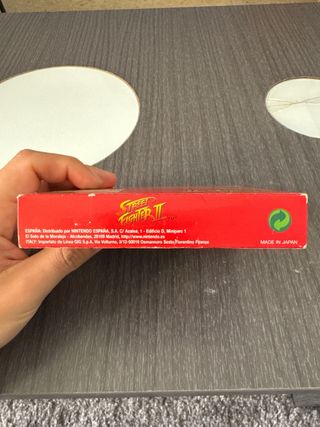 STREET
FIGHTER II
ESPAÑA: Distribuido por NINTENDO ESPAÑA, S.A. C/ Azalea, 1 - Edificio D, Miniparc 1
El Soto de la Moraleja - Alcobendas, 28109 Madrid, http://www.nintendo.es
ITALY: Importato da Linea GIG S.p.A. Via Volturno, 3/12-50019 Osmannoro Sesto Fiorentino Firenze
MADE IN JAPAN